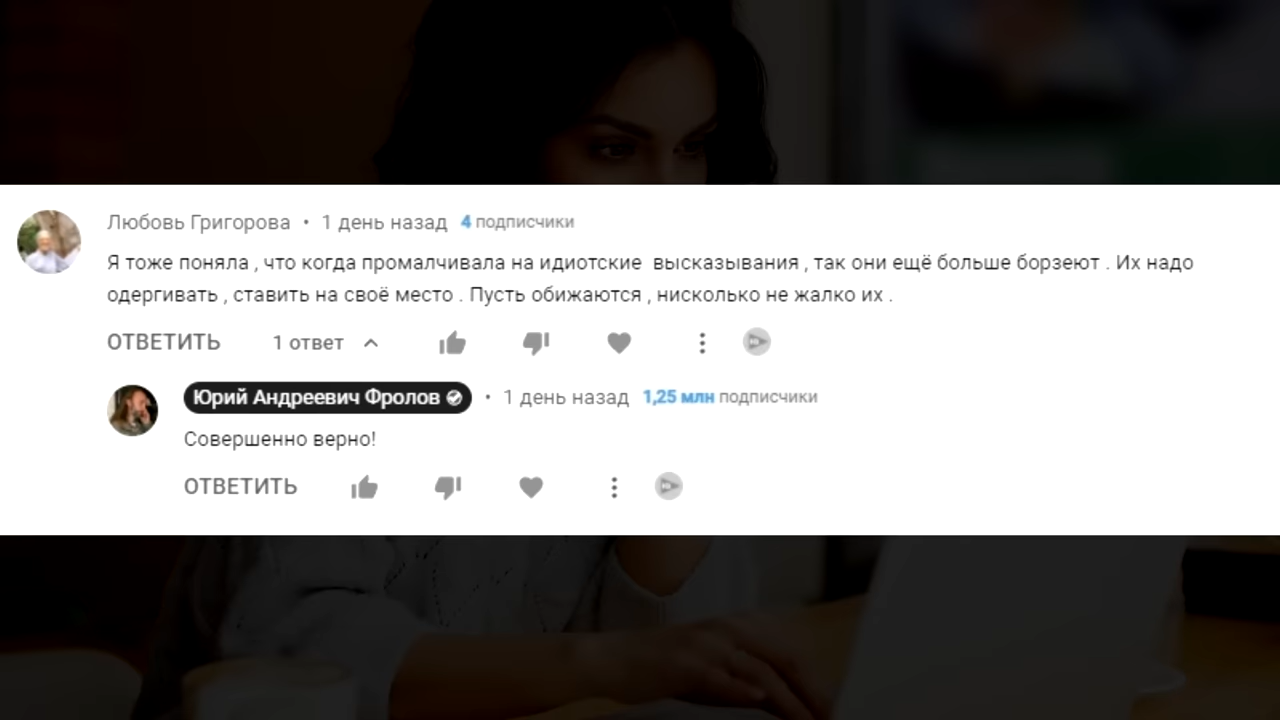 Любовь Григорова • 1 день назад 4 подписчики
Я тоже поняла , что когда промалчивала на идиотские  высказывания , так они ещё больше борзеют . Их надо
одергивать , ставить на своё место . Пусть обижаются , нисколько не жалко их .
ОТВЕТИТЬ 1 ответ
Юрий Андреевич Фролов • 1 день назад 1,25 млн подписчики
Совершенно верно!
ОТВЕТИТЬ